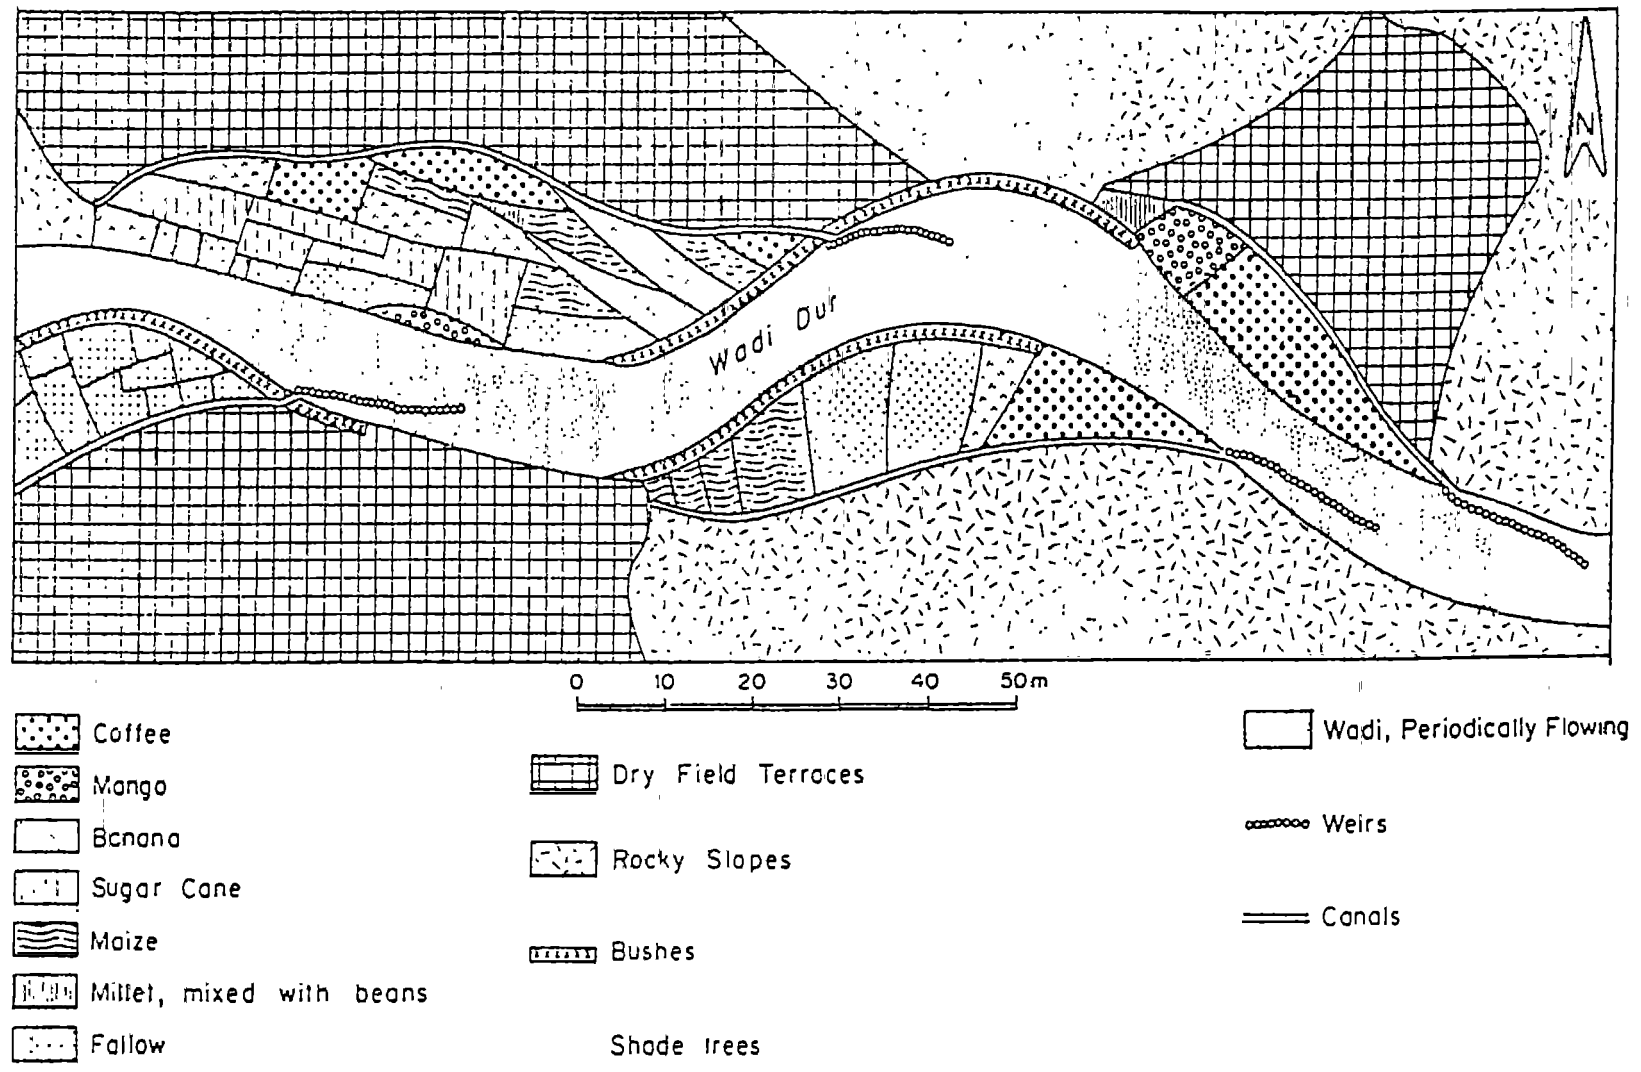 N
Wadi Dur
0 10 20 30 40 50m
Coffee
Mango
Banana
Sugar Cane
Maize
Millet, mixed with beans
Fallow
Dry Field Terraces
Rocky Slopes
Bushes
Shade trees
Wadi, Periodically Flowing
Weirs
Canals